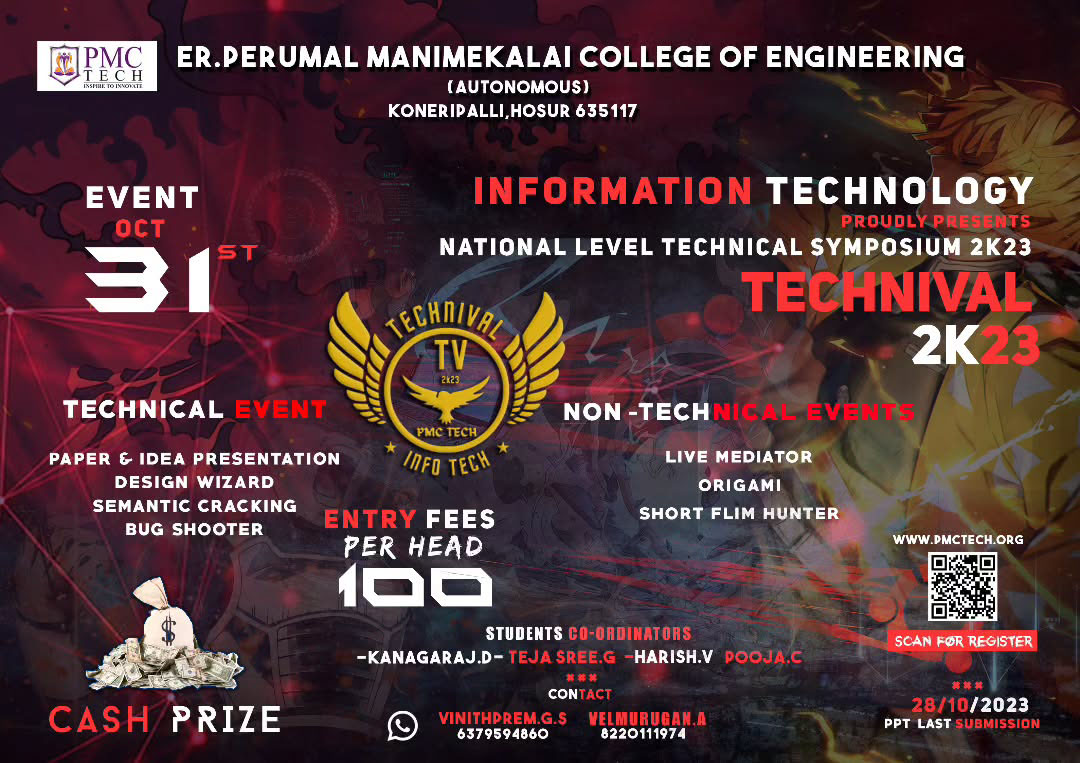 PMC
TECH
INSPIRE TO INNOVATE
ER.PERUMAL MANIMEKALAI COLLEGE OF ENGINEERING
(AUTONOMOUS)
KONERIPALLI,HOSUR 635117
EVENT
OCT
31ST
INFORMATION TECHNOLOGY
PROUDLY PRESENTS
NATIONAL LEVEL TECHNICAL SYMPOSIUM 2K23
TECHNIVAL
2K23
TECHNIVAL
TV
2k23
PMC TECH
INFO TECH
TECHNICAL EVENT
PAPER & IDEA PRESENTATION
DESIGN WIZARD
SEMANTIC CRACKING
BUG SHOOTER
NON -TECHNICAL EVENTS
LIVE MEDIATOR
ORIGAMI
SHORT FLIM HUNTER
ENTRY FEES
PER HEAD
100
WWW.PMCTECH.ORG
SCAN FOR REGISTER
$
CASH PRIZE
STUDENTS CO-ORDINATORS
-KANAGARAJ.D- TEJA SREE.G -HARISH.V POOJA.C
×××
CONTACT
VINITHPREM.G.S VELMURUGAN.A
6379594860 8220111974
×××
28/10/2023
PPT LAST SUBMISSION